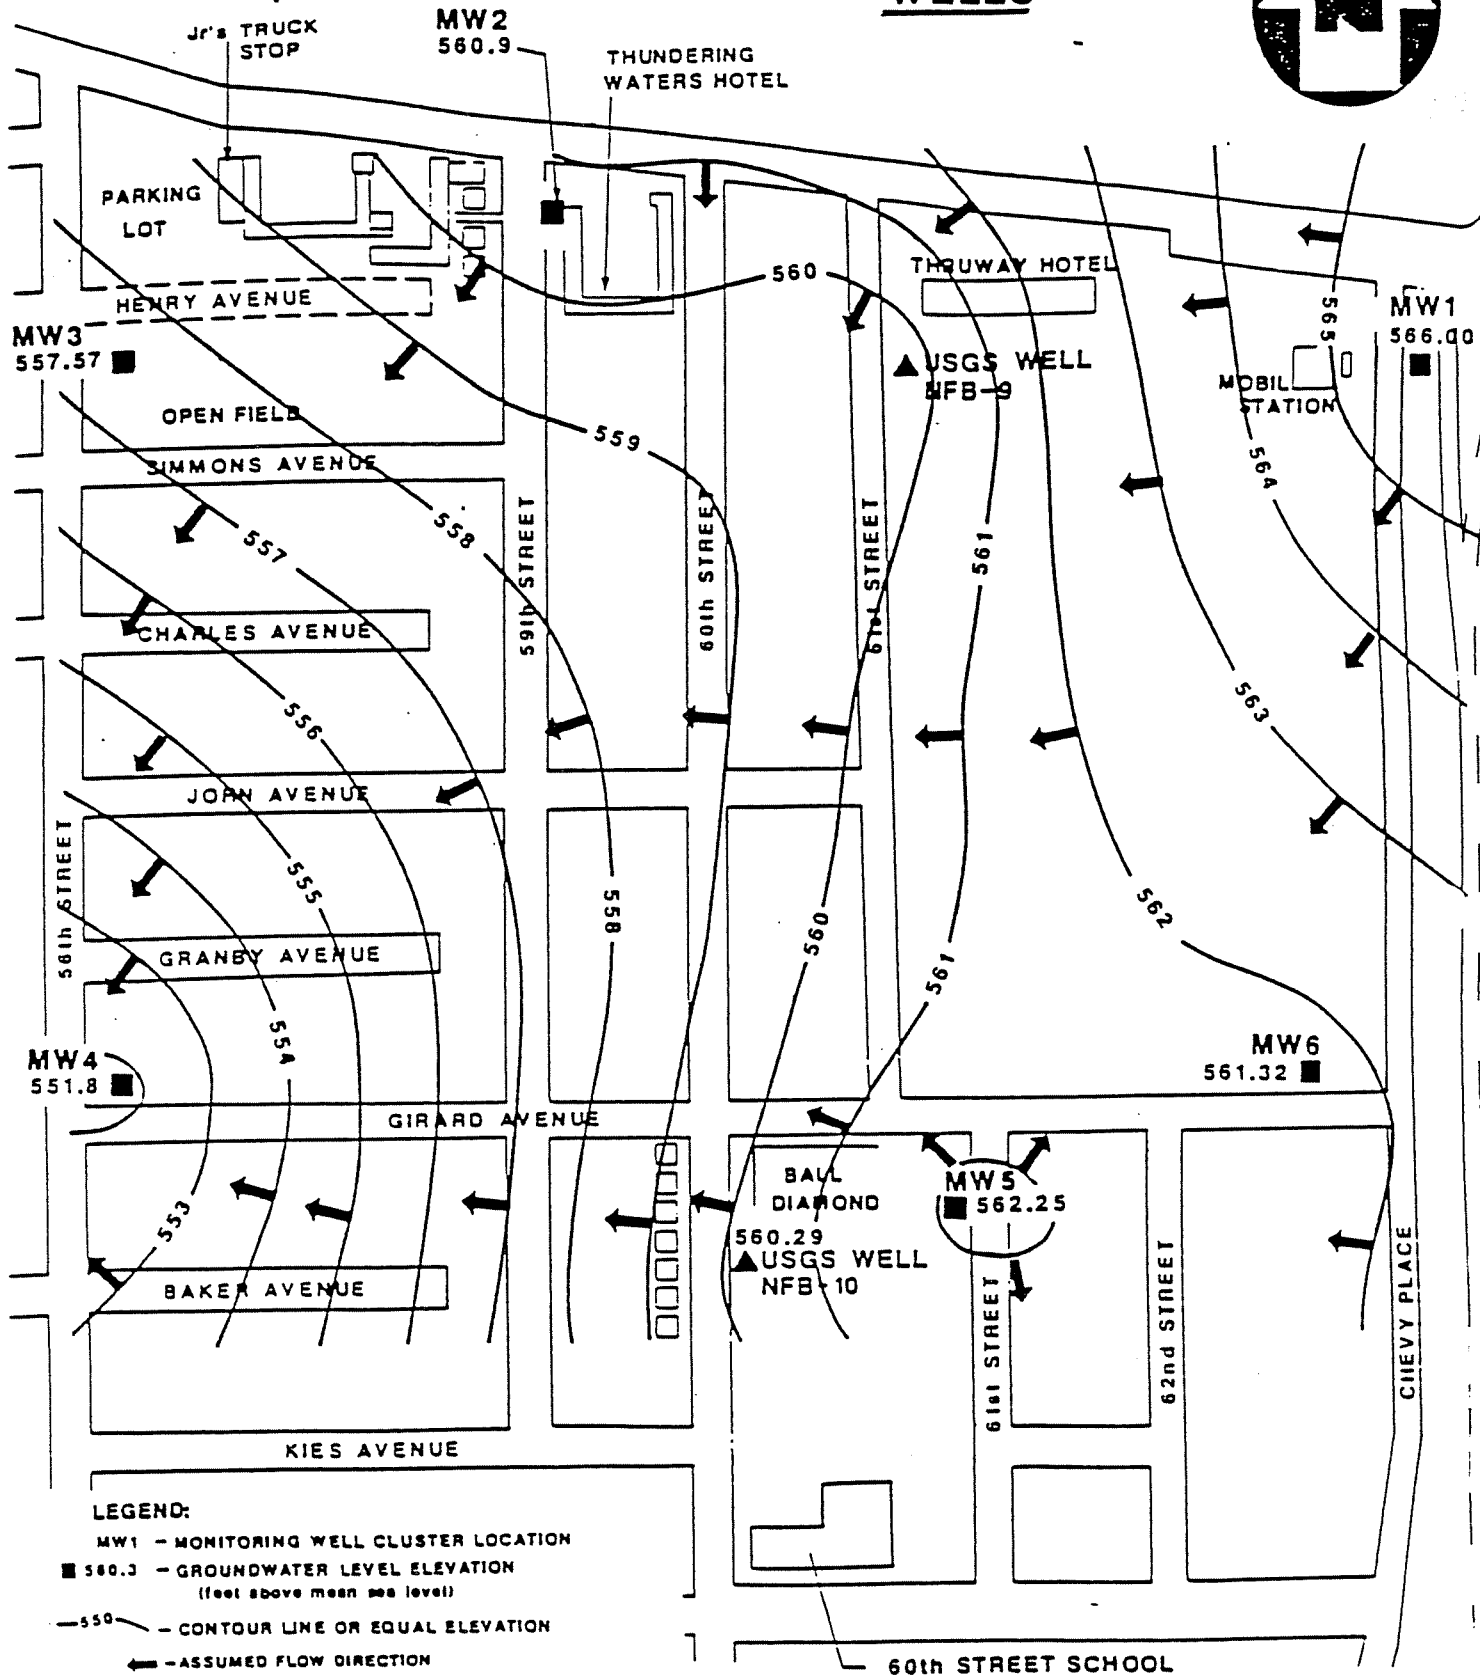 WELLS
N
Jr's TRUCK
STOP
MW2
560.9
THUNDERING
WATERS HOTEL
PARKING
LOT
HENRY AVENUE
560
THRUWAY HOTEL
565
MW1
566.00
MW3
557.57
USGS WELL
NFB-9
MOBIL
STATION
OPEN FIELD
559
SIMMONS AVENUE
564
558
557
59th STREET
60th STREET
61st STREET
561
CHARLES AVENUE
556
563
JOHN AVENUE
56th STREET
555
558
560
562
GRANBY AVENUE
561
554
MW4
551.8
MW6
561.32
GIRARD AVENUE
BALL
DIAMOND
MW5
562.25
553
560.29
USGS WELL
NFB-10
BAKER AVENUE
61st STREET
62nd STREET
CHEVY PLACE
KIES AVENUE
LEGEND:
MW1 - MONITORING WELL CLUSTER LOCATION
560.3 - GROUNDWATER LEVEL ELEVATION
(feet above mean sea level)
550 - CONTOUR LINE OR EQUAL ELEVATION
- ASSUMED FLOW DIRECTION
60th STREET SCHOOL